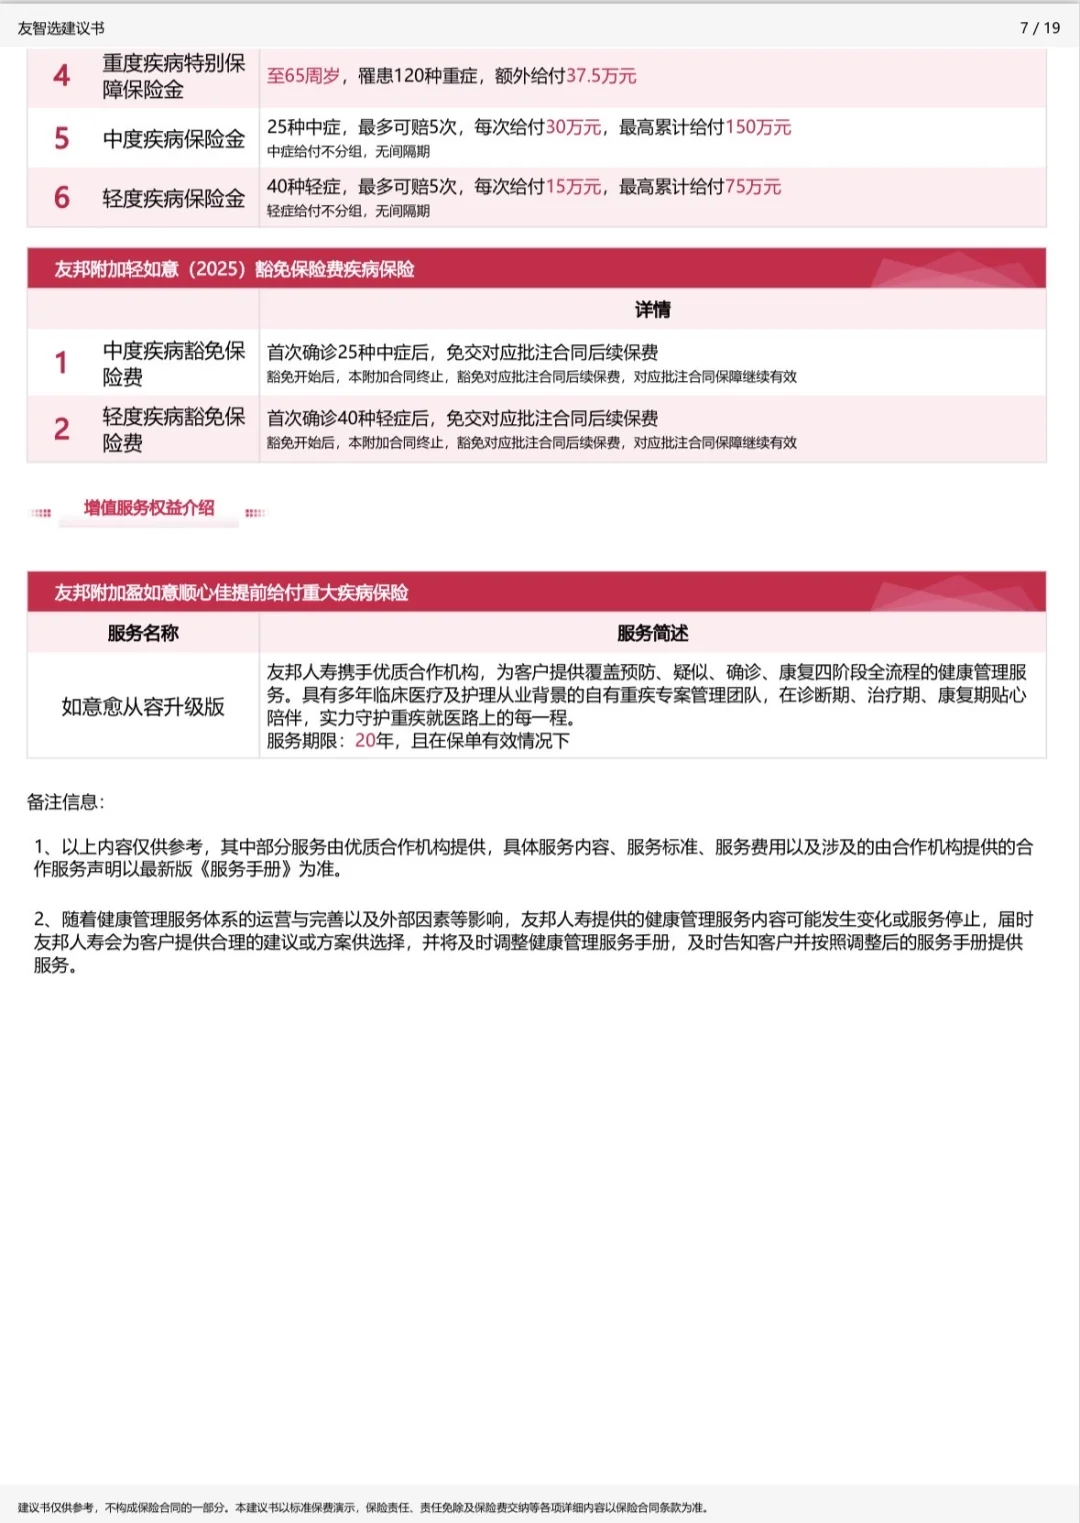 友智选建议书
7 / 19
4
重度疾病特别保
障保险金
至65周岁，罹患120种重症，额外给付37.5万元
5
中度疾病保险金
25种中症，最多可赔5次，每次给付30万元，最高累计给付150万元
中症给付不分组，无间隔期
6
轻度疾病保险金
40种轻症，最多可赔5次，每次给付15万元，最高累计给付75万元
轻症给付不分组，无间隔期
友邦附加轻如意（2025）豁免保险费疾病保险
详情
1
中度疾病豁免保
险费
首次确诊25种中症后，免交对应批注合同后续保费
豁免开始后，本附加合同终止，豁免对应批注合同后续保费，对应批注合同保障继续有效
2
轻度疾病豁免保
险费
首次确诊40种轻症后，免交对应批注合同后续保费
豁免开始后，本附加合同终止，豁免对应批注合同后续保费，对应批注合同保障继续有效
增值服务权益介绍
友邦附加盈如意顺心佳提前给付重大疾病保险
服务名称
服务简述
如意愈从容升级版
友邦人寿携手优质合作机构，为客户提供覆盖预防、疑似、确诊、康复四阶段全流程的健康管理服
务。具有多年临床医疗及护理从业背景的自有重疾专案管理团队，在诊断期、治疗期、康复期贴心
陪伴，实力守护重疾就医路上的每一程。
服务期限：20年，且在保单有效情况下
备注信息：
1、以上内容仅供参考，其中部分服务由优质合作机构提供，具体服务内容、服务标准、服务费用以及涉及的由合作机构提供的合
作服务声明以最新版《服务手册》为准。
2、随着健康管理服务体系的运营与完善以及外部因素等影响，友邦人寿提供的健康管理服务内容可能发生变化或服务停止，届时
友邦人寿会为客户提供合理的建议或方案供选择，并将及时调整健康管理服务手册，及时告知客户并按照调整后的服务手册提供
服务。
建议书仅供参考，不构成保险合同的一部分。本建议书以标准保费演示，保险责任、责任免除及保险费交纳等各项详细内容以保险合同条款为准。